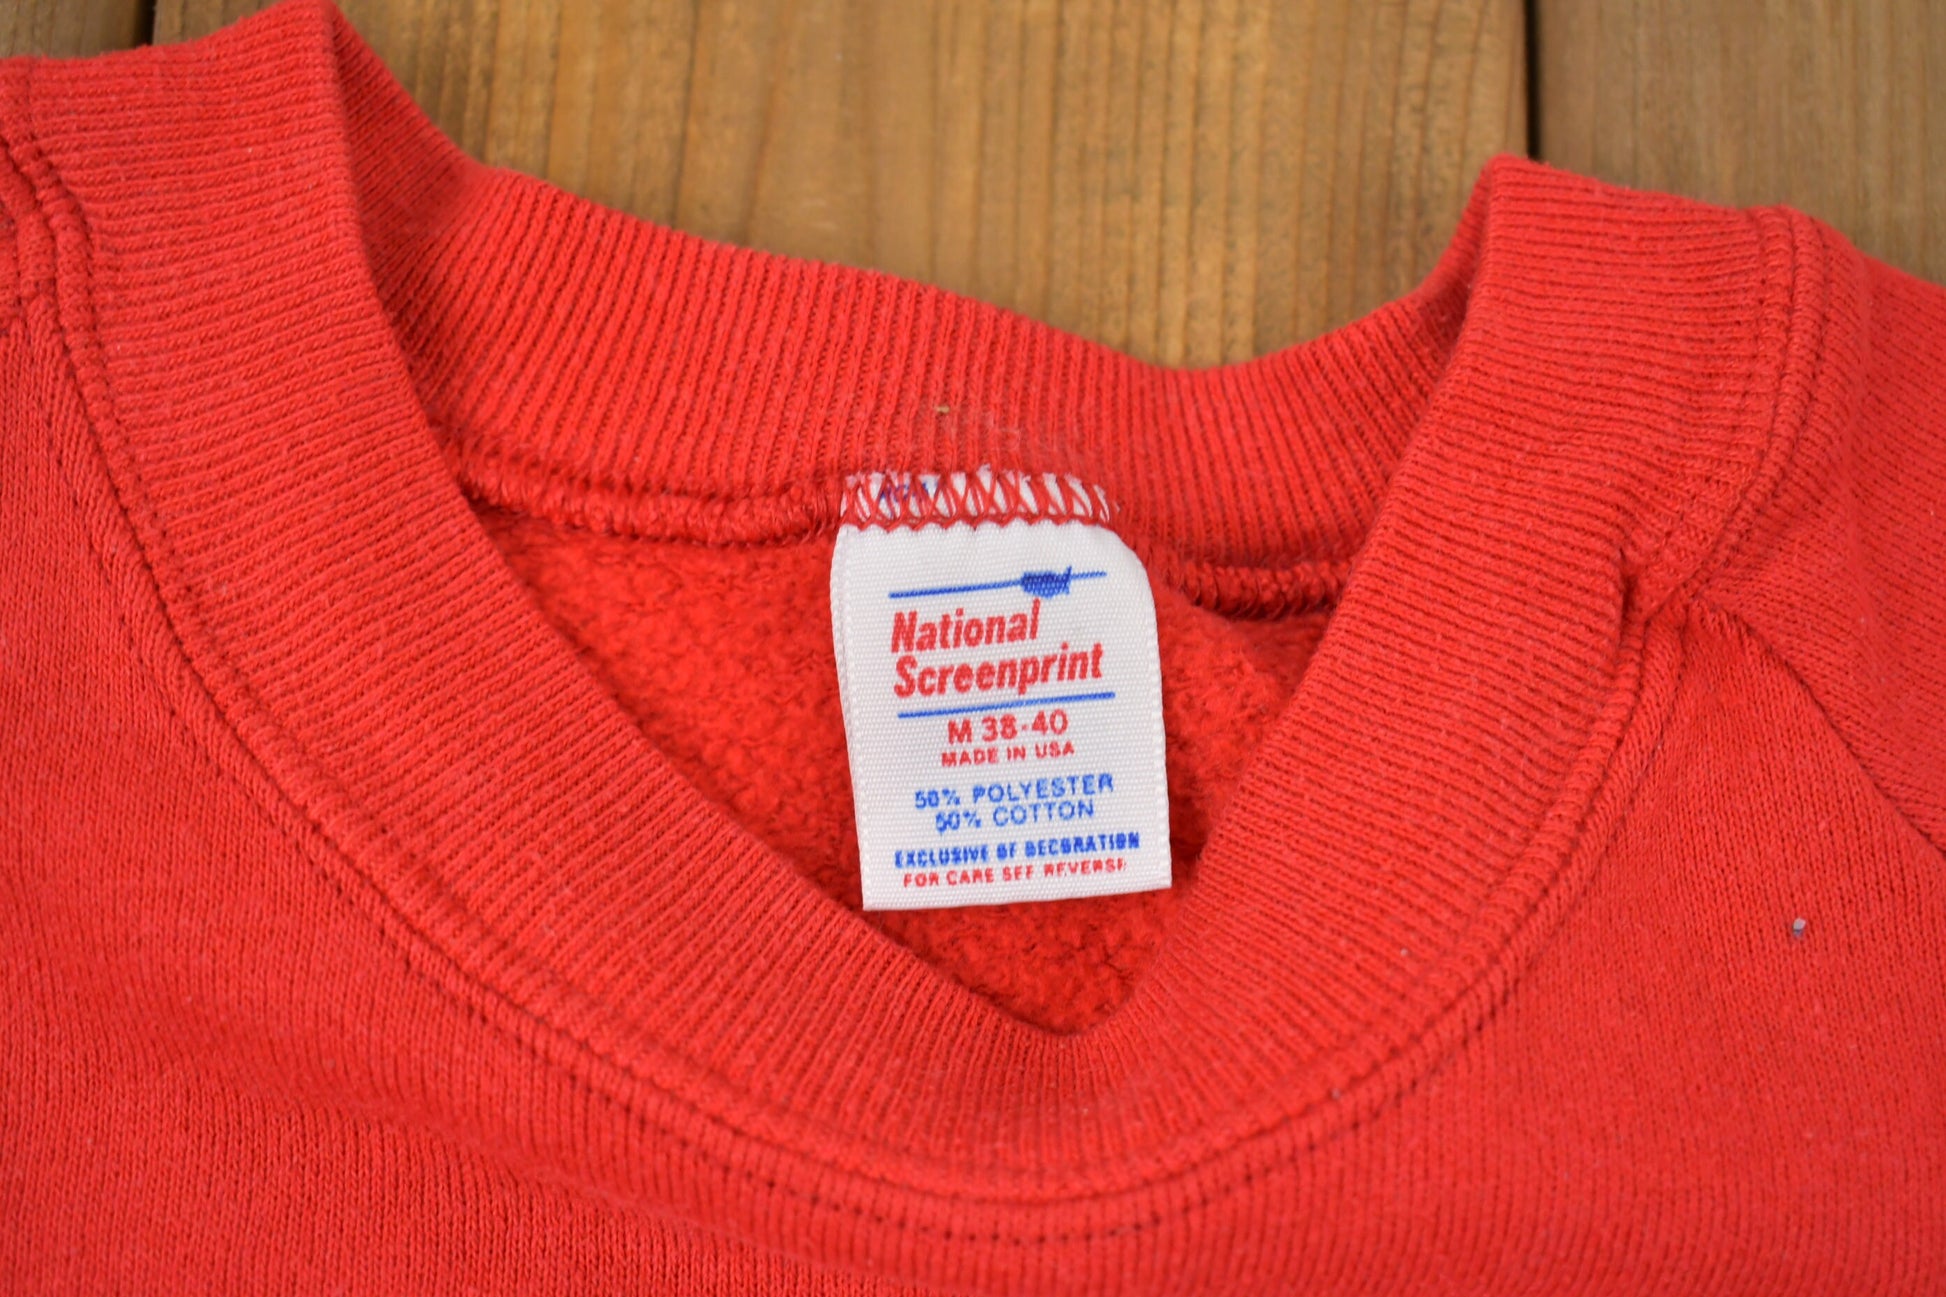 National
Screenprint
M 38-40
MADE IN USA
50% POLYESTER
50% COTTON
EXCLUSIVE OF DECORATION
FOR CARE SEE REVERSE